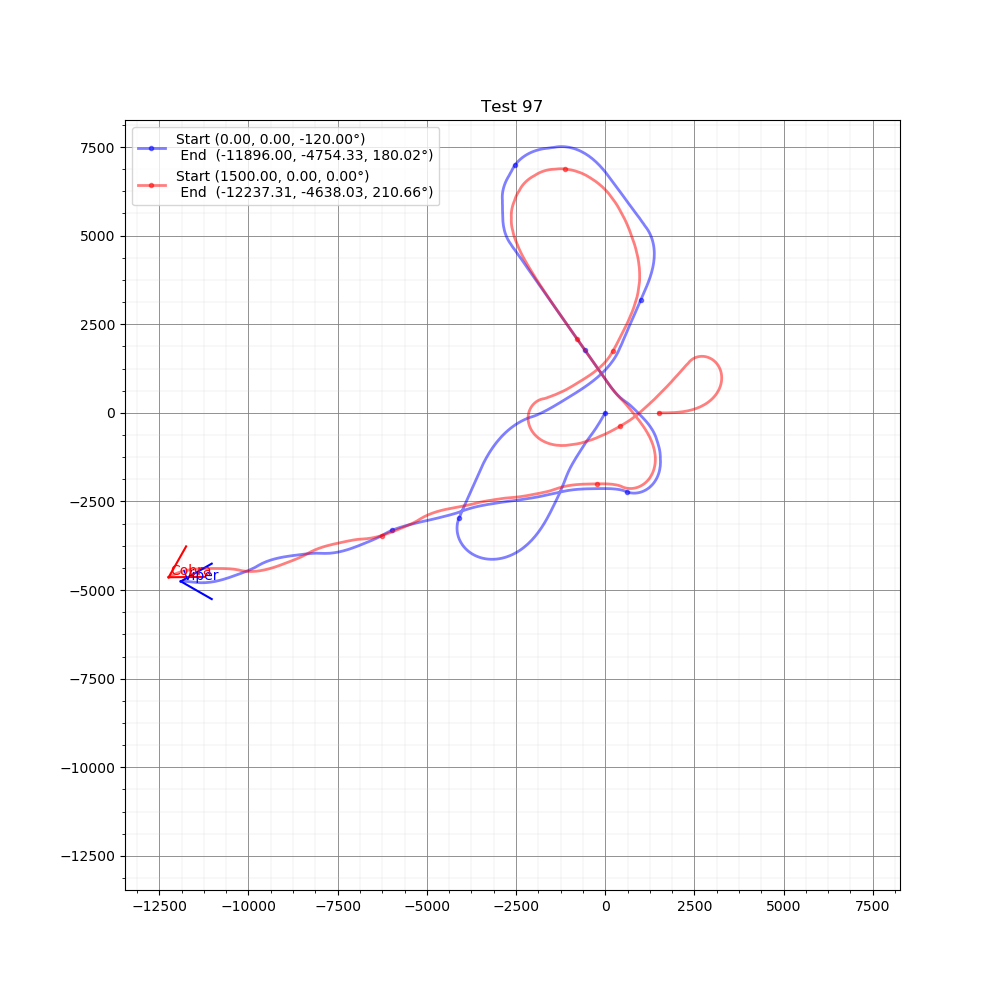 Test 97
Start (0.00, 0.00, -120.00°)
End (-11896.00, -4754.33, 180.02°)
Start (1500.00, 0.00, 0.00°)
End (-12237.31, -4638.03, 210.66°)
7500
5000
2500
0
−2500
−5000
−7500
−10000
−12500
Cobra
Viper
−12500 −10000 −7500 −5000 −2500 0 2500 5000 7500